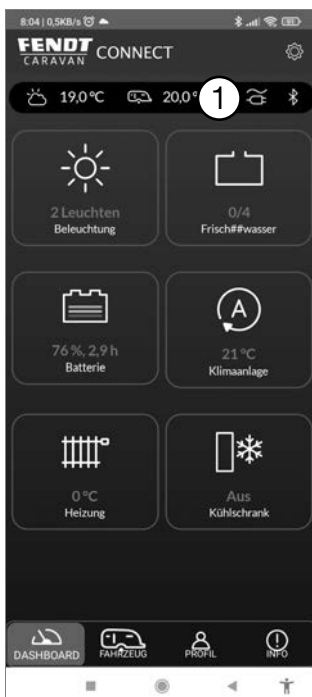 8:04 | 0,5KB/s
FENDT CONNECT
CARAVAN
19,0°C 20,0° 1
2 Leuchten
Beleuchtung
0/4
Frisch##wasser
76%, 2,9 h
Batterie
A
21°C
Klimaanlage
0°C
Heizung
Aus
Kühlschrank
DASHBOARD FAHRZEUG PROFIL INFO